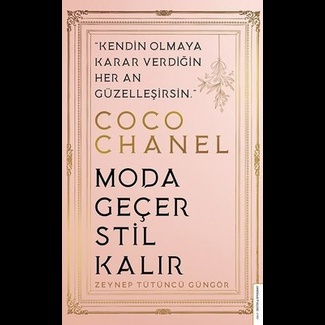 "KENDİN OLMAYA
KARAR VERDİĞİN
HER AN
GÜZELLEŞİRSİN."
COCO
CHANEL
MODA
GEÇER
STİL
KALIR
ZEYNEP TÜTÜNCÜ GÜNGÖR